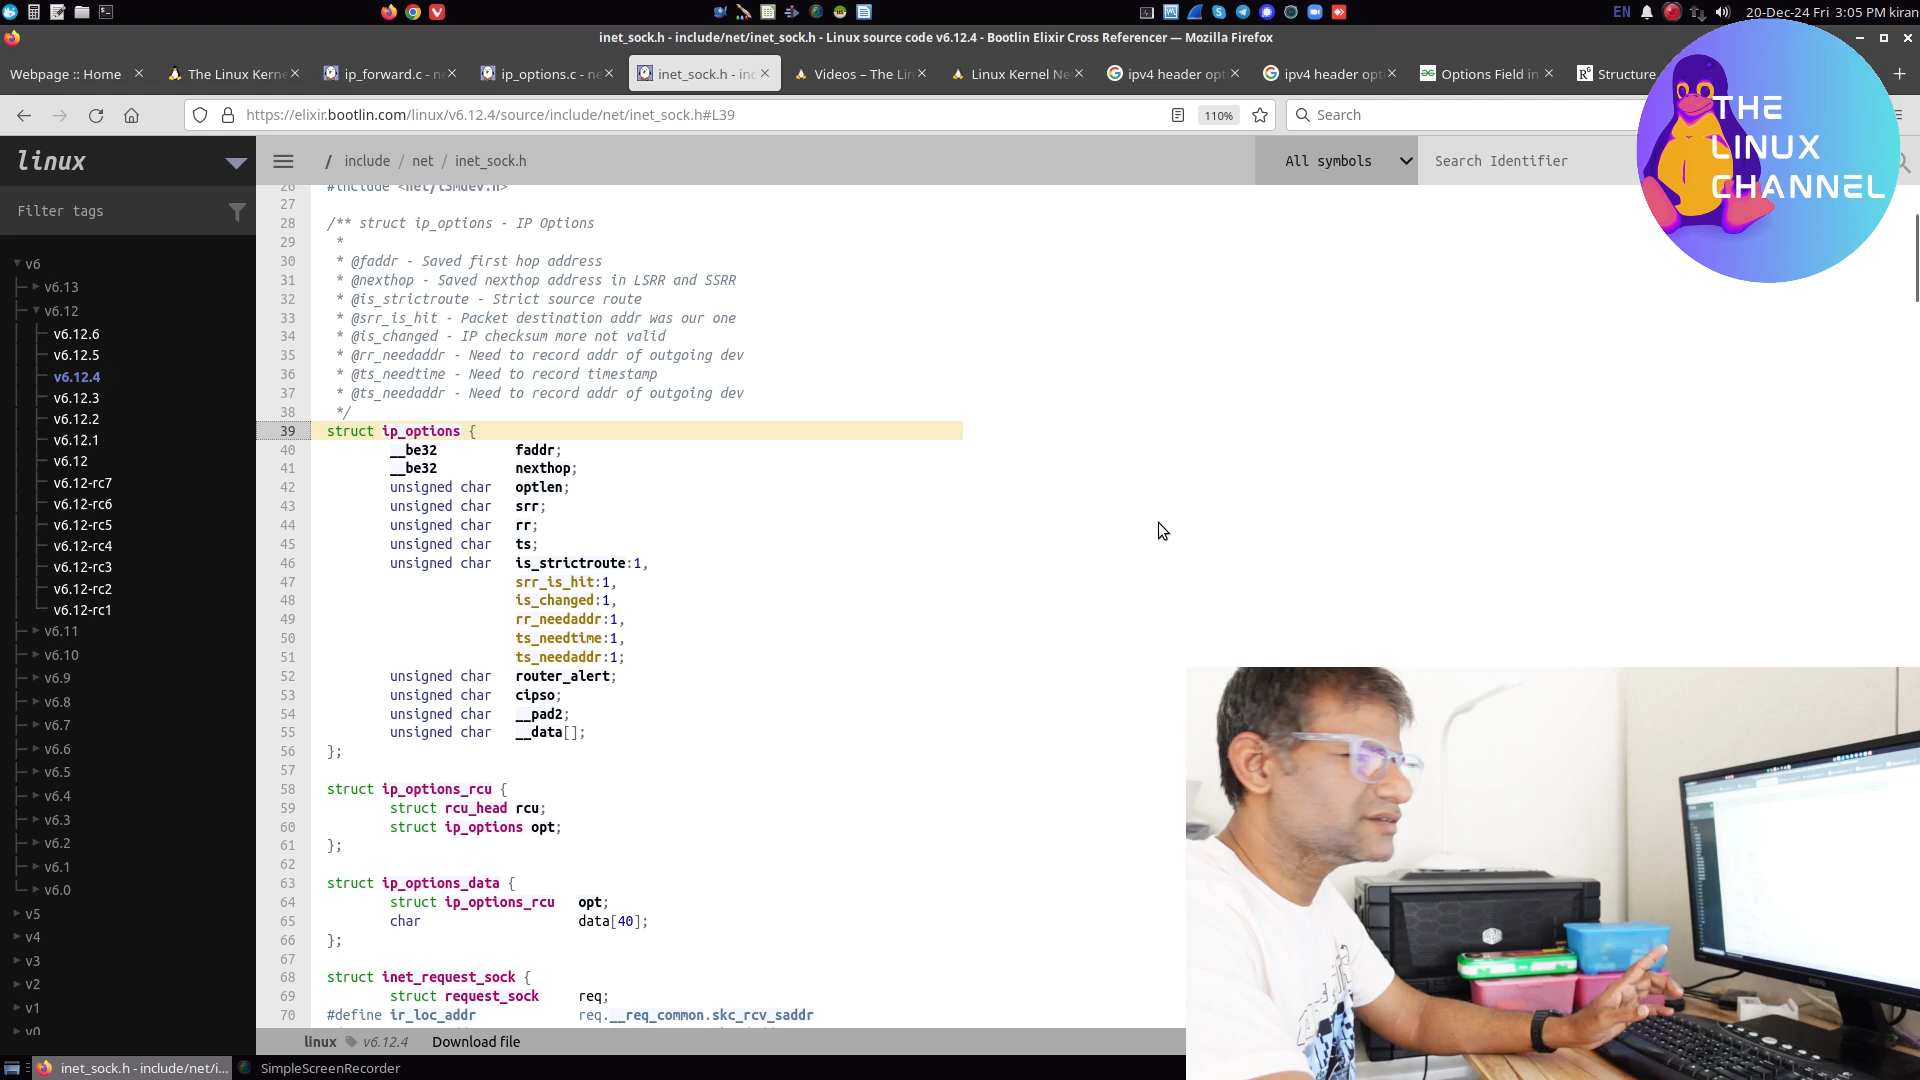 EN
20-Dec-24 Fri 3:05 PM kiran
inet_sock.h - include/net/inet_sock.h - Linux source code v6.12.4 - Bootlin Elixir Cross Referencer — Mozilla Firefox
Webpage :: Home
The Linux Kerne
ip_forward.c - ne
ip_options.c - ne
inet_sock.h - inc
Videos – The Lin
Linux Kernel Ne
ipv4 header opt
ipv4 header opti
Options Field in
Structure
https://elixir.bootlin.com/linux/v6.12.4/source/include/net/inet_sock.h#L39
110%
Search
THE
LINUX
CHANNEL
linux
/ include / net / inet_sock.h
All symbols
Search Identifier
Filter tags
v6
v6.13
v6.12
v6.12.6
v6.12.5
v6.12.4
v6.12.3
v6.12.2
v6.12.1
v6.12
v6.12-rc7
v6.12-rc6
v6.12-rc5
v6.12-rc4
v6.12-rc3
v6.12-rc2
v6.12-rc1
v6.11
v6.10
v6.9
v6.8
v6.7
v6.6
v6.5
v6.4
v6.3
v6.2
v6.1
v6.0
v5
v4
v3
v2
v1
v0
26 #include <net/l3mdev.h>
27
28 /** struct ip_options - IP Options
29 *
30 * @faddr - Saved first hop address
31 * @nexthop - Saved nexthop address in LSRR and SSRR
32 * @is_strictroute - Strict source route
33 * @srr_is_hit - Packet destination addr was our one
34 * @is_changed - IP checksum more not valid
35 * @rr_needaddr - Need to record addr of outgoing dev
36 * @ts_needtime - Need to record timestamp
37 * @ts_needaddr - Need to record addr of outgoing dev
38 */
39 struct ip_options {
40 __be32 faddr;
41 __be32 nexthop;
42 unsigned char optlen;
43 unsigned char srr;
44 unsigned char rr;
45 unsigned char ts;
46 unsigned char is_strictroute:1,
47 srr_is_hit:1,
48 is_changed:1,
49 rr_needaddr:1,
50 ts_needtime:1,
51 ts_needaddr:1;
52 unsigned char router_alert;
53 unsigned char cipso;
54 unsigned char __pad2;
55 unsigned char __data[];
56 };
57
58 struct ip_options_rcu {
59 struct rcu_head rcu;
60 struct ip_options opt;
61 };
62
63 struct ip_options_data {
64 struct ip_options_rcu opt;
65 char data[40];
66 };
67
68 struct inet_request_sock {
69 struct request_sock req;
70 #define ir_loc_addr req.__req_common.skc_rcv_saddr
linux v6.12.4 Download file
inet_sock.h - include/net/i...
SimpleScreenRecorder